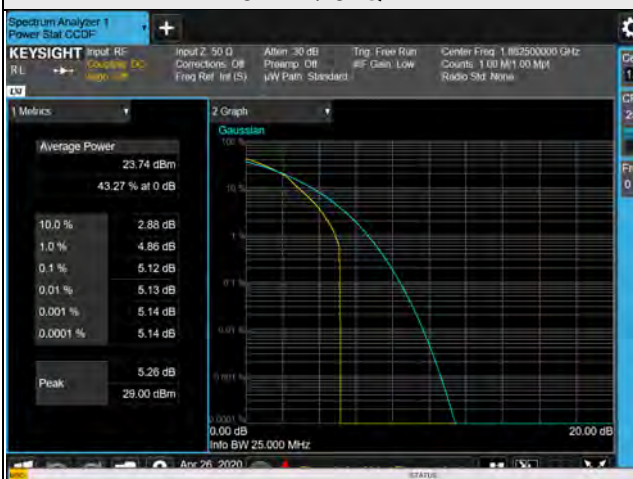 Spectrum Analyzer 1
Power Stat CCDF
KEYSIGHT
Input: RF
Input Z: 50 Ω
Atten: 30 dB
Trig: Free Run
Center Freq: 1.882500000 GHz
RL
Coupling: DC
Corrections: Off
Preamp: Off
#IF Gain: Low
Counts: 1.00 M/1.00 Mpt
Align: Off
Freq Ref: Int (S)
µW Path: Standard
Radio Std: None
1 Metrics
2 Graph
Gaussian
Average Power
23.74 dBm
43.27 % at 0 dB
10.0 % 2.88 dB
1.0 % 4.86 dB
0.1 % 5.12 dB
0.01 % 5.13 dB
0.001 % 5.14 dB
0.0001 % 5.14 dB
Peak
5.26 dB
29.00 dBm
100 %
10 %
1 %
0.1 %
0.01 %
0.001 %
0.0001 %
0.00 dB
20.00 dB
Info BW 25.000 MHz
Apr 26, 2020
STATUS